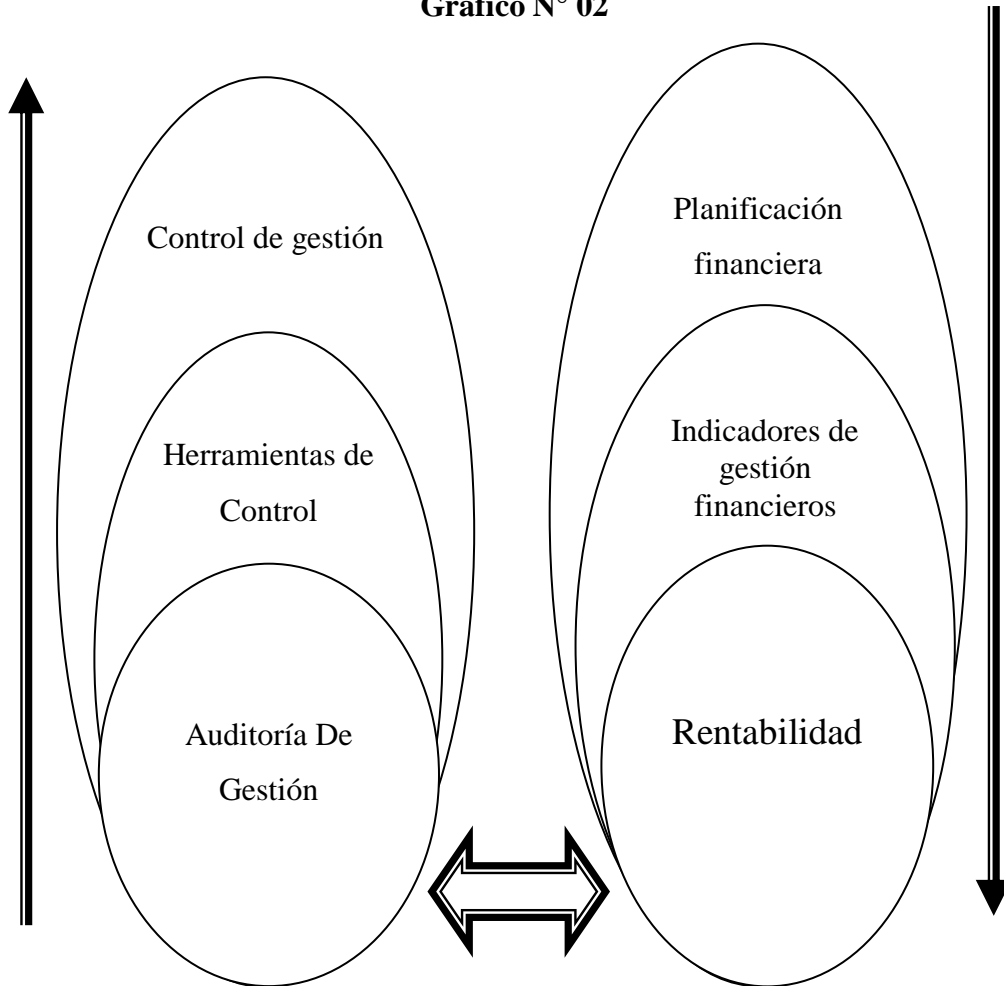 Gráfico N° 02
Control de gestión
Herramientas de
Control
Auditoría De
Gestión
Planificación
financiera
Indicadores de
gestión
financieros
Rentabilidad